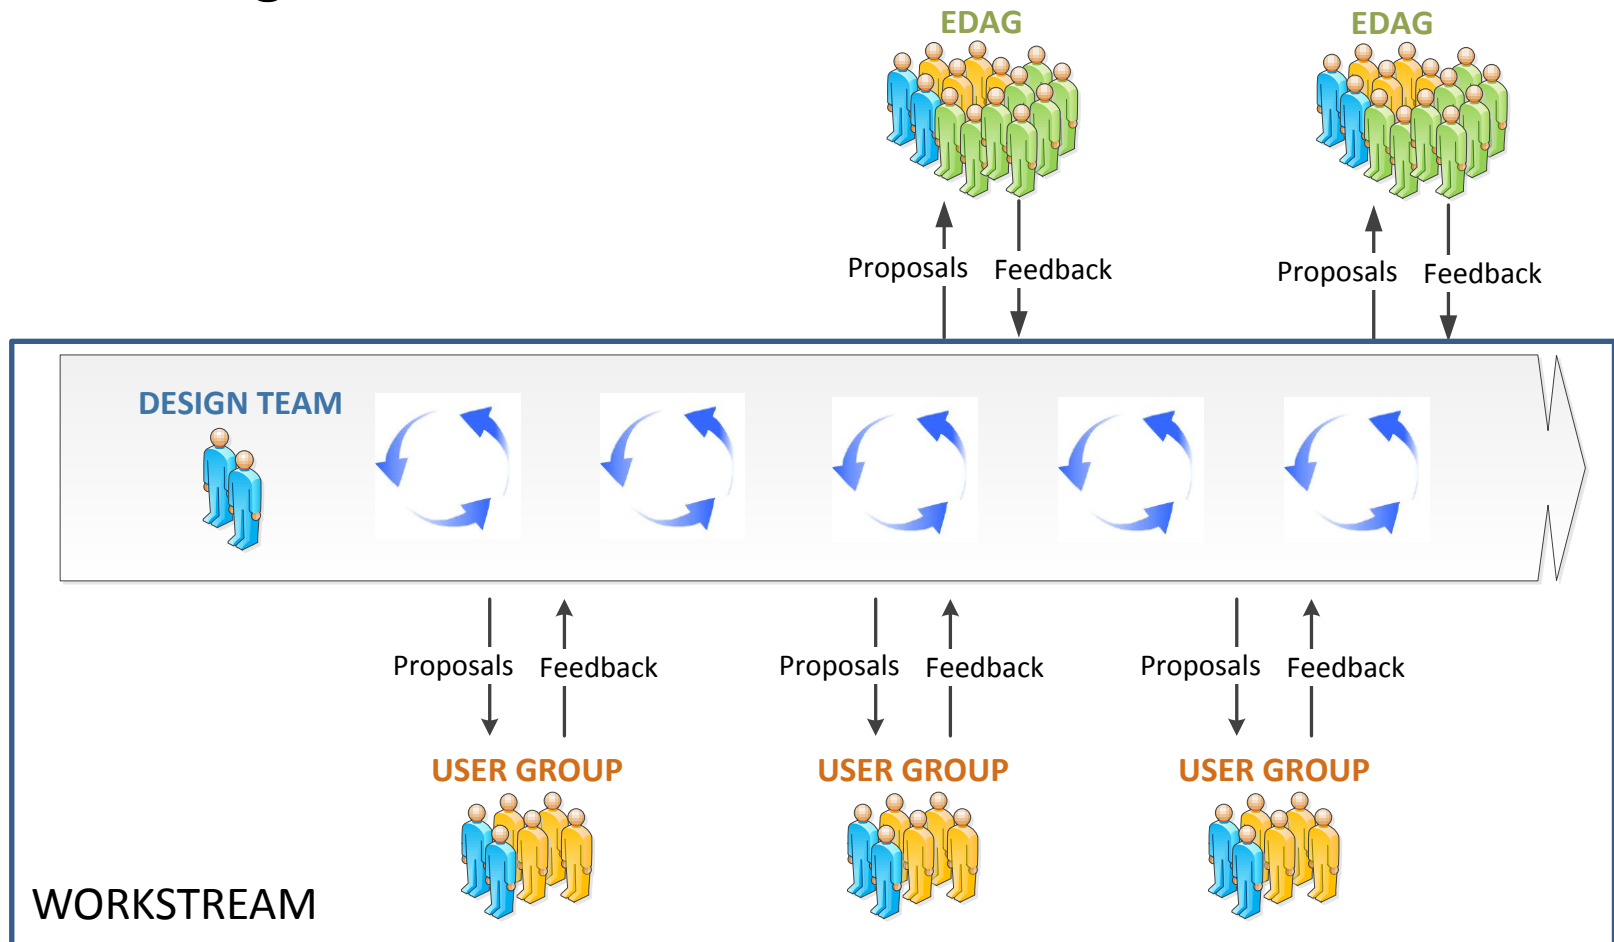 EDAG
EDAG
Proposals
Feedback
Proposals
Feedback
DESIGN TEAM
Proposals
Feedback
Proposals
Feedback
Proposals
Feedback
USER GROUP
USER GROUP
USER GROUP
WORKSTREAM